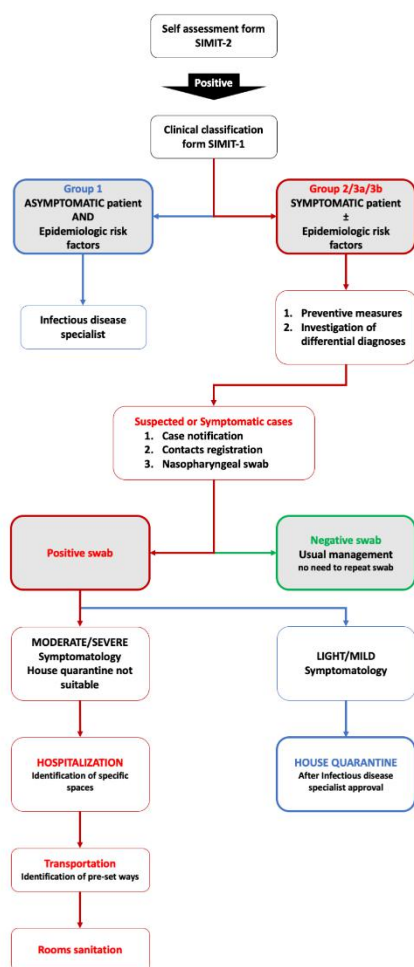 Self assessment form
SIMIT-2
Positive
Clinical classification
form SIMIT-1
Group 1
ASYMPTOMATIC patient
AND
Epidemiologic risk
factors
Group 2/3a/3b
SYMPTOMATIC patient
±
Epidemiologic risk
factors
Infectious disease
specialist
1. Preventive measures
2. Investigation of
differential diagnoses
Suspected or Symptomatic cases
1. Case notification
2. Contacts registration
3. Nasopharyngeal swab
Positive swab
Negative swab
Usual management
no need to repeat swab
MODERATE/SEVERE
Symptomatology
House quarantine not
suitable
LIGHT/MILD
Symptomatology
HOSPITALIZATION
Identification of specific
spaces
HOUSE QUARANTINE
After Infectious disease
specialist approval
Transportation
Identification of pre-set ways
Rooms sanitation